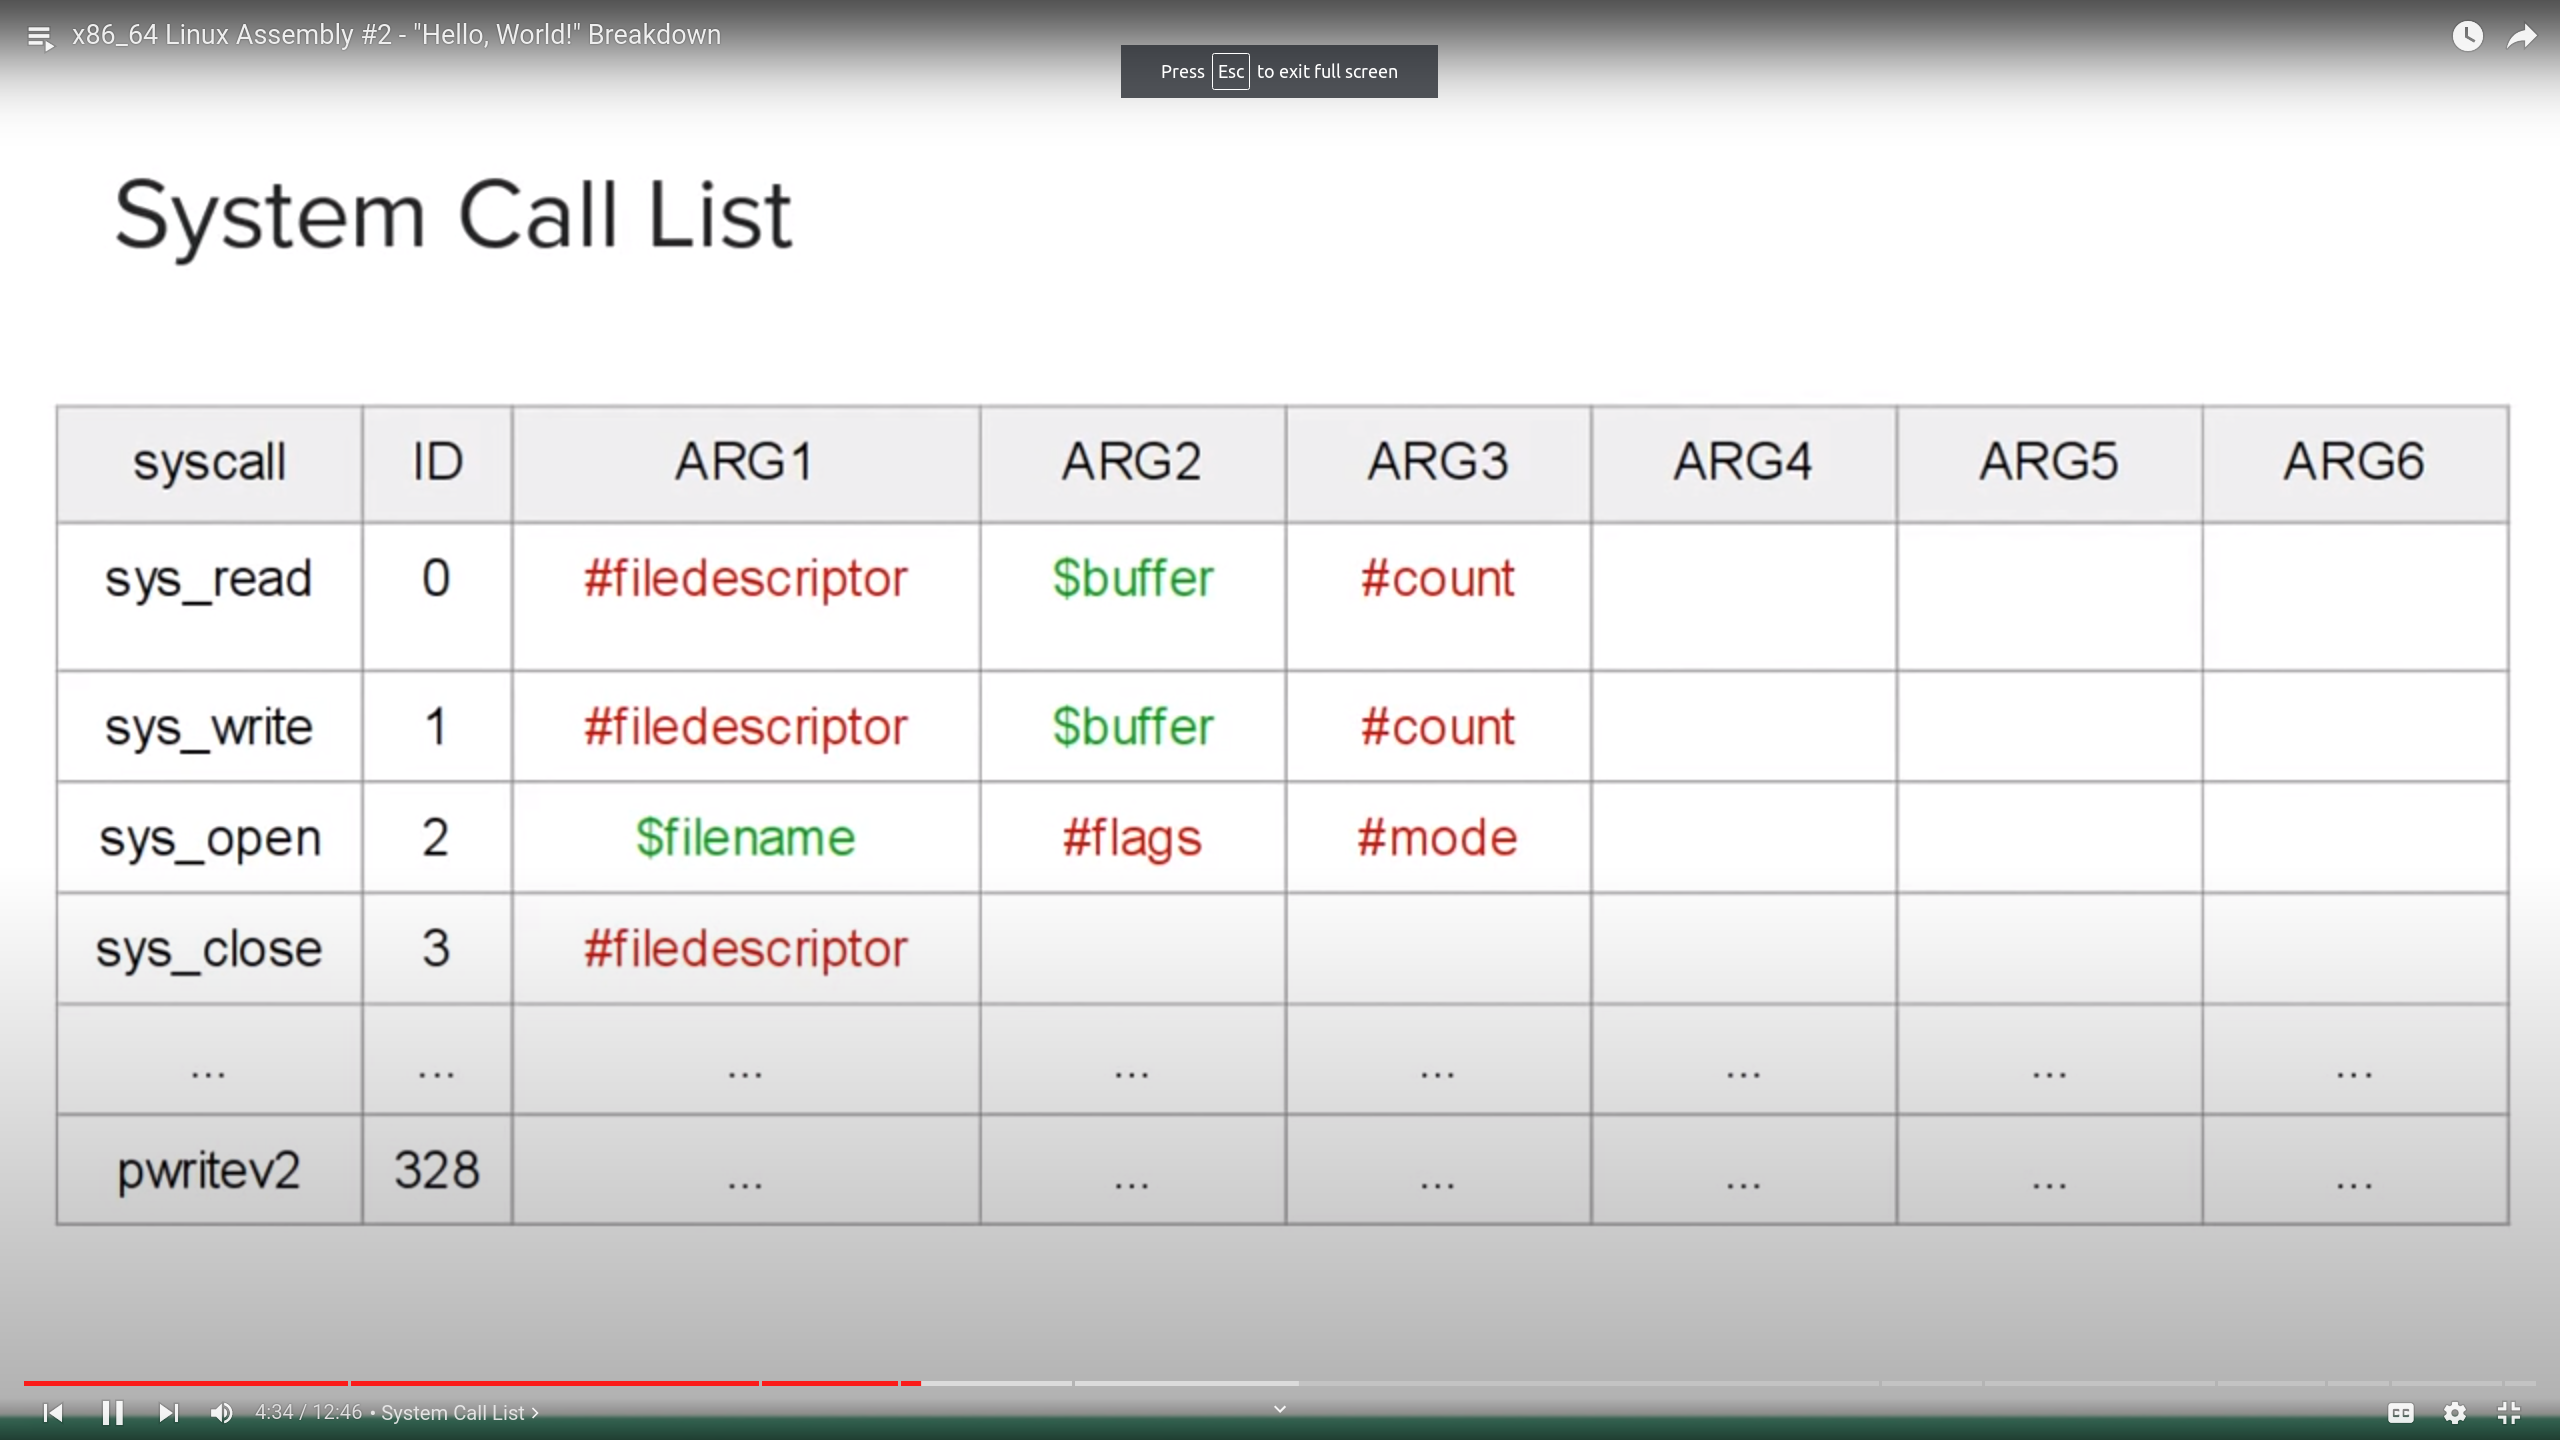 x86_64 Linux Assembly #2 - "Hello, World!" Breakdown
Press Esc to exit full screen
System Call List
syscall ID ARG1 ARG2 ARG3 ARG4 ARG5 ARG6
sys_read 0 #filedescriptor $buffer #count
sys_write 1 #filedescriptor $buffer #count
sys_open 2 $filename #flags #mode
sys_close 3 #filedescriptor
... ... ... ... ... ... ... ...
pwritev2 328 ... ... ... ... ... ...
4:34 / 12:46 • System Call List
CC